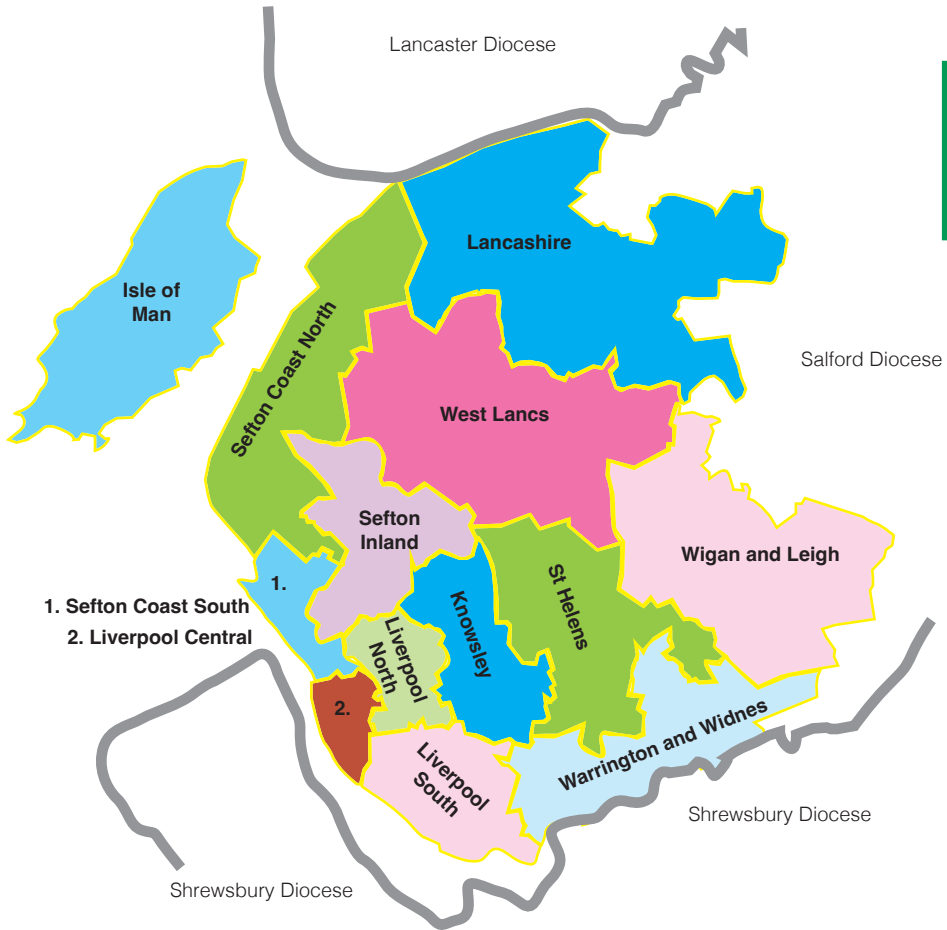 Lancaster Diocese
Lancashire
Isle of
Man
Sefton Coast North
Salford Diocese
West Lancs
Sefton
Inland
Wigan and Leigh
1.
St Helens
Knowsley
1. Sefton Coast South
2. Liverpool Central
Liverpool
North
2.
Warrington and Widnes
Liverpool
South
Shrewsbury Diocese
Shrewsbury Diocese